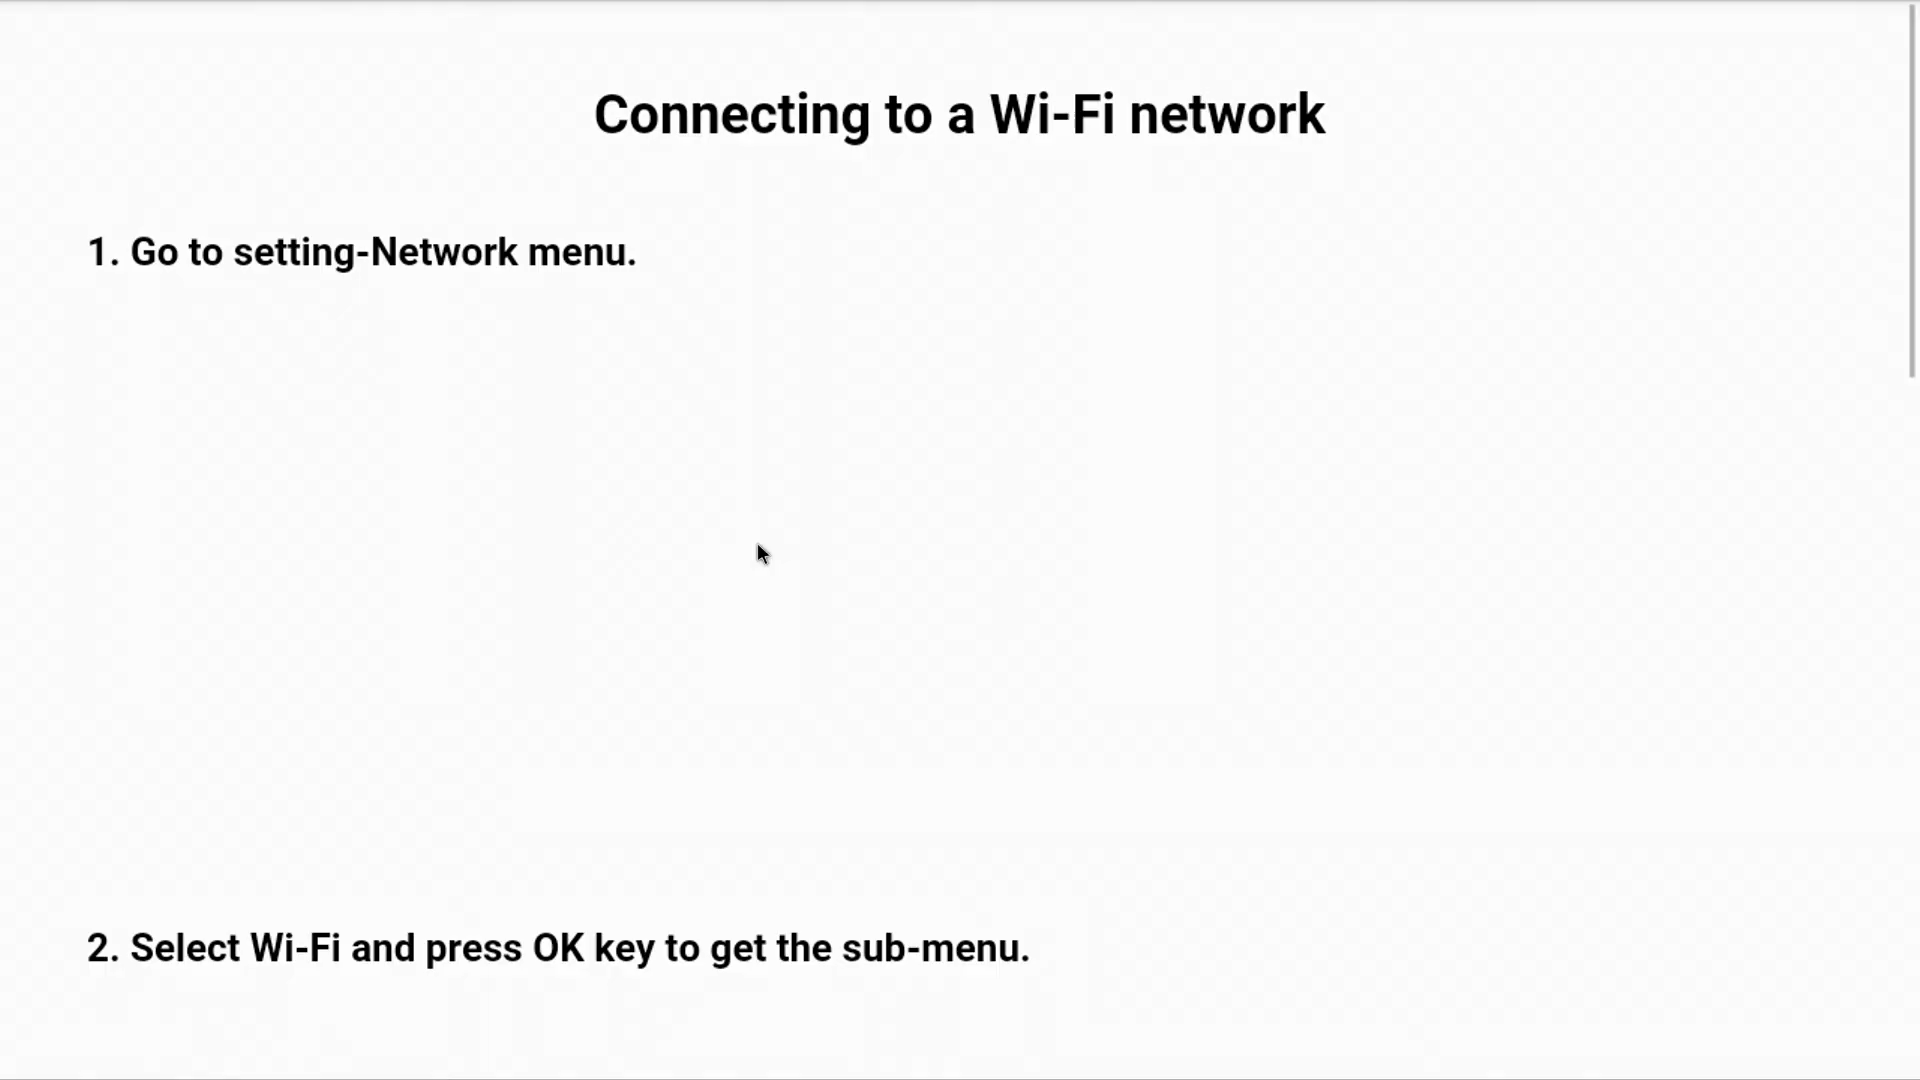 Connecting to a Wi-Fi network
1. Go to setting-Network menu.
2. Select Wi-Fi and press OK key to get the sub-menu.